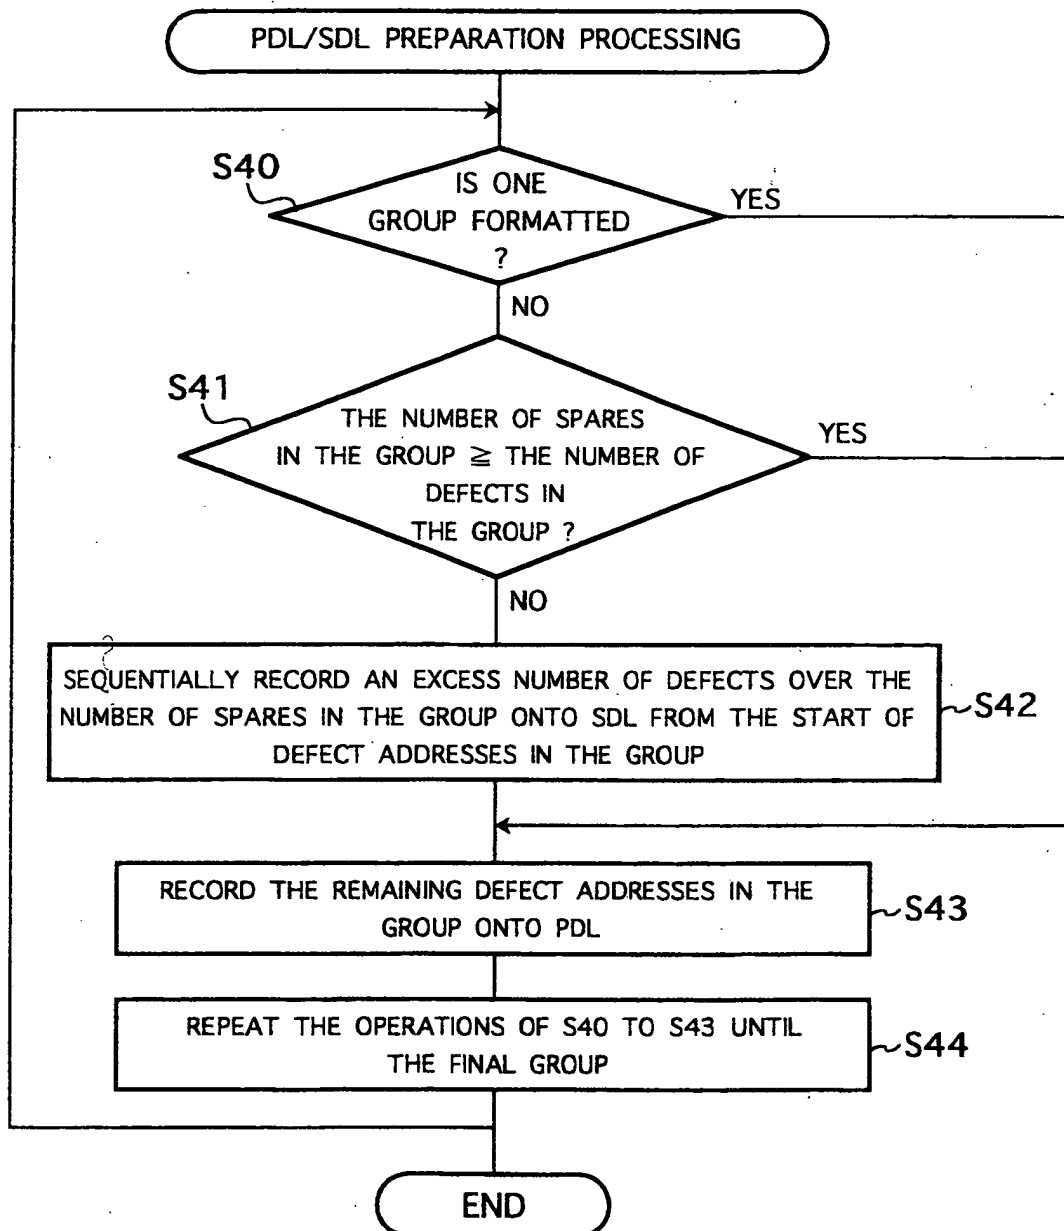 PDL/SDL PREPARATION PROCESSING
S40
IS ONE
GROUP FORMATTED
?
YES
NO
S41
THE NUMBER OF SPARES
IN THE GROUP ≧ THE NUMBER OF
DEFECTS IN
THE GROUP ?
YES
NO
SEQUENTIALLY RECORD AN EXCESS NUMBER OF DEFECTS OVER THE
NUMBER OF SPARES IN THE GROUP ONTO SDL FROM THE START OF
DEFECT ADDRESSES IN THE GROUP
S42
RECORD THE REMAINING DEFECT ADDRESSES IN THE
GROUP ONTO PDL
S43
REPEAT THE OPERATIONS OF S40 TO S43 UNTIL
THE FINAL GROUP
S44
END